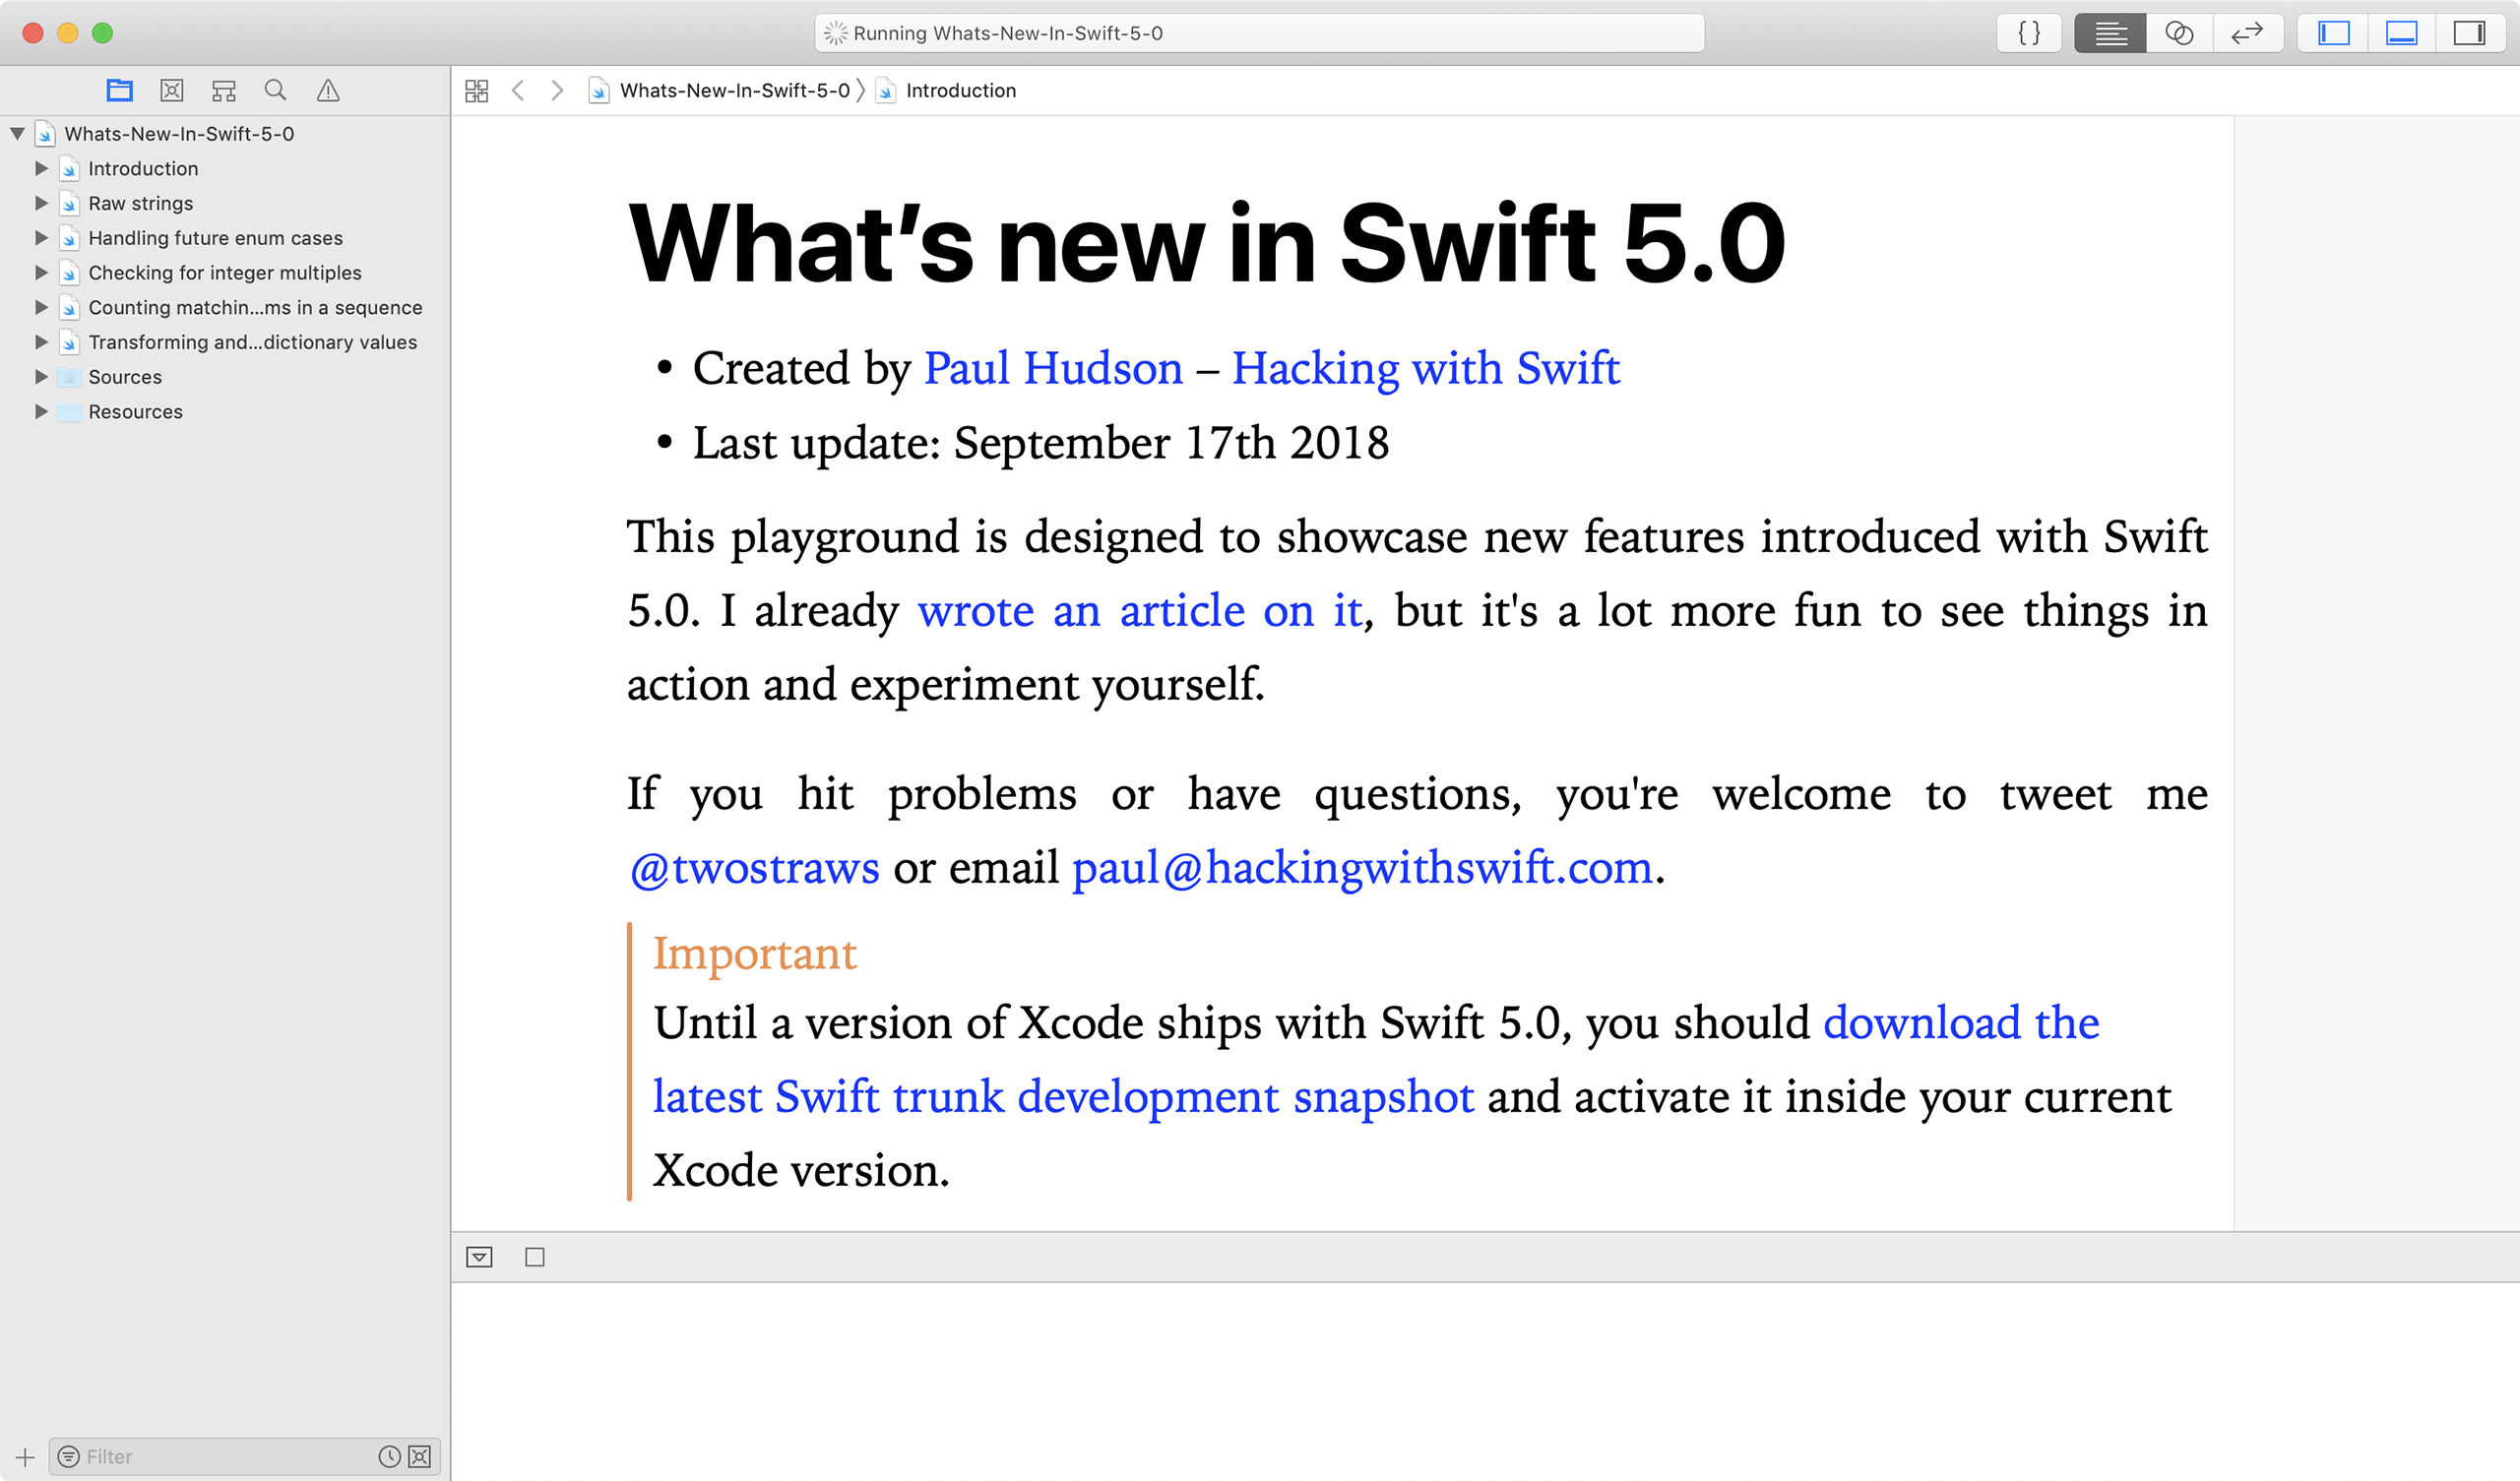 Running Whats-New-In-Swift-5-0
{ }
Whats-New-In-Swift-5-0
Introduction
Whats-New-In-Swift-5-0
Introduction
Raw strings
Handling future enum cases
Checking for integer multiples
Counting matchin...ms in a sequence
Transforming and...dictionary values
Sources
Resources
Filter
What’s new in Swift 5.0
• Created by Paul Hudson – Hacking with Swift
• Last update: September 17th 2018
This playground is designed to showcase new features introduced with Swift
5.0. I already wrote an article on it, but it's a lot more fun to see things in
action and experiment yourself.
If you hit problems or have questions, you're welcome to tweet me
@twostraws or email paul@hackingwithswift.com.
Important
Until a version of Xcode ships with Swift 5.0, you should download the
latest Swift trunk development snapshot and activate it inside your current
Xcode version.